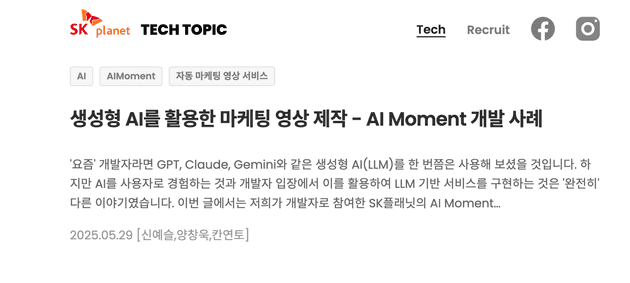 SK planet TECH TOPIC
Tech Recruit
AI AIMoment 자동 마케팅 영상 서비스
생성형 AI를 활용한 마케팅 영상 제작 – AI Moment 개발 사례
'요즘' 개발자라면 GPT, Claude, Gemini와 같은 생성형 AI(LLM)를 한 번쯤은 사용해 보셨을 것입니다. 하
지만 AI를 사용자로 경험하는 것과 개발자 입장에서 이를 활용하여 LLM 기반 서비스를 구현하는 것은 '완전히'
다른 이야기였습니다. 이번 글에서는 저희가 개발자로 참여한 SK플래닛의 AI Moment...
2025.05.29 [신예슬,양창욱,칸연토]